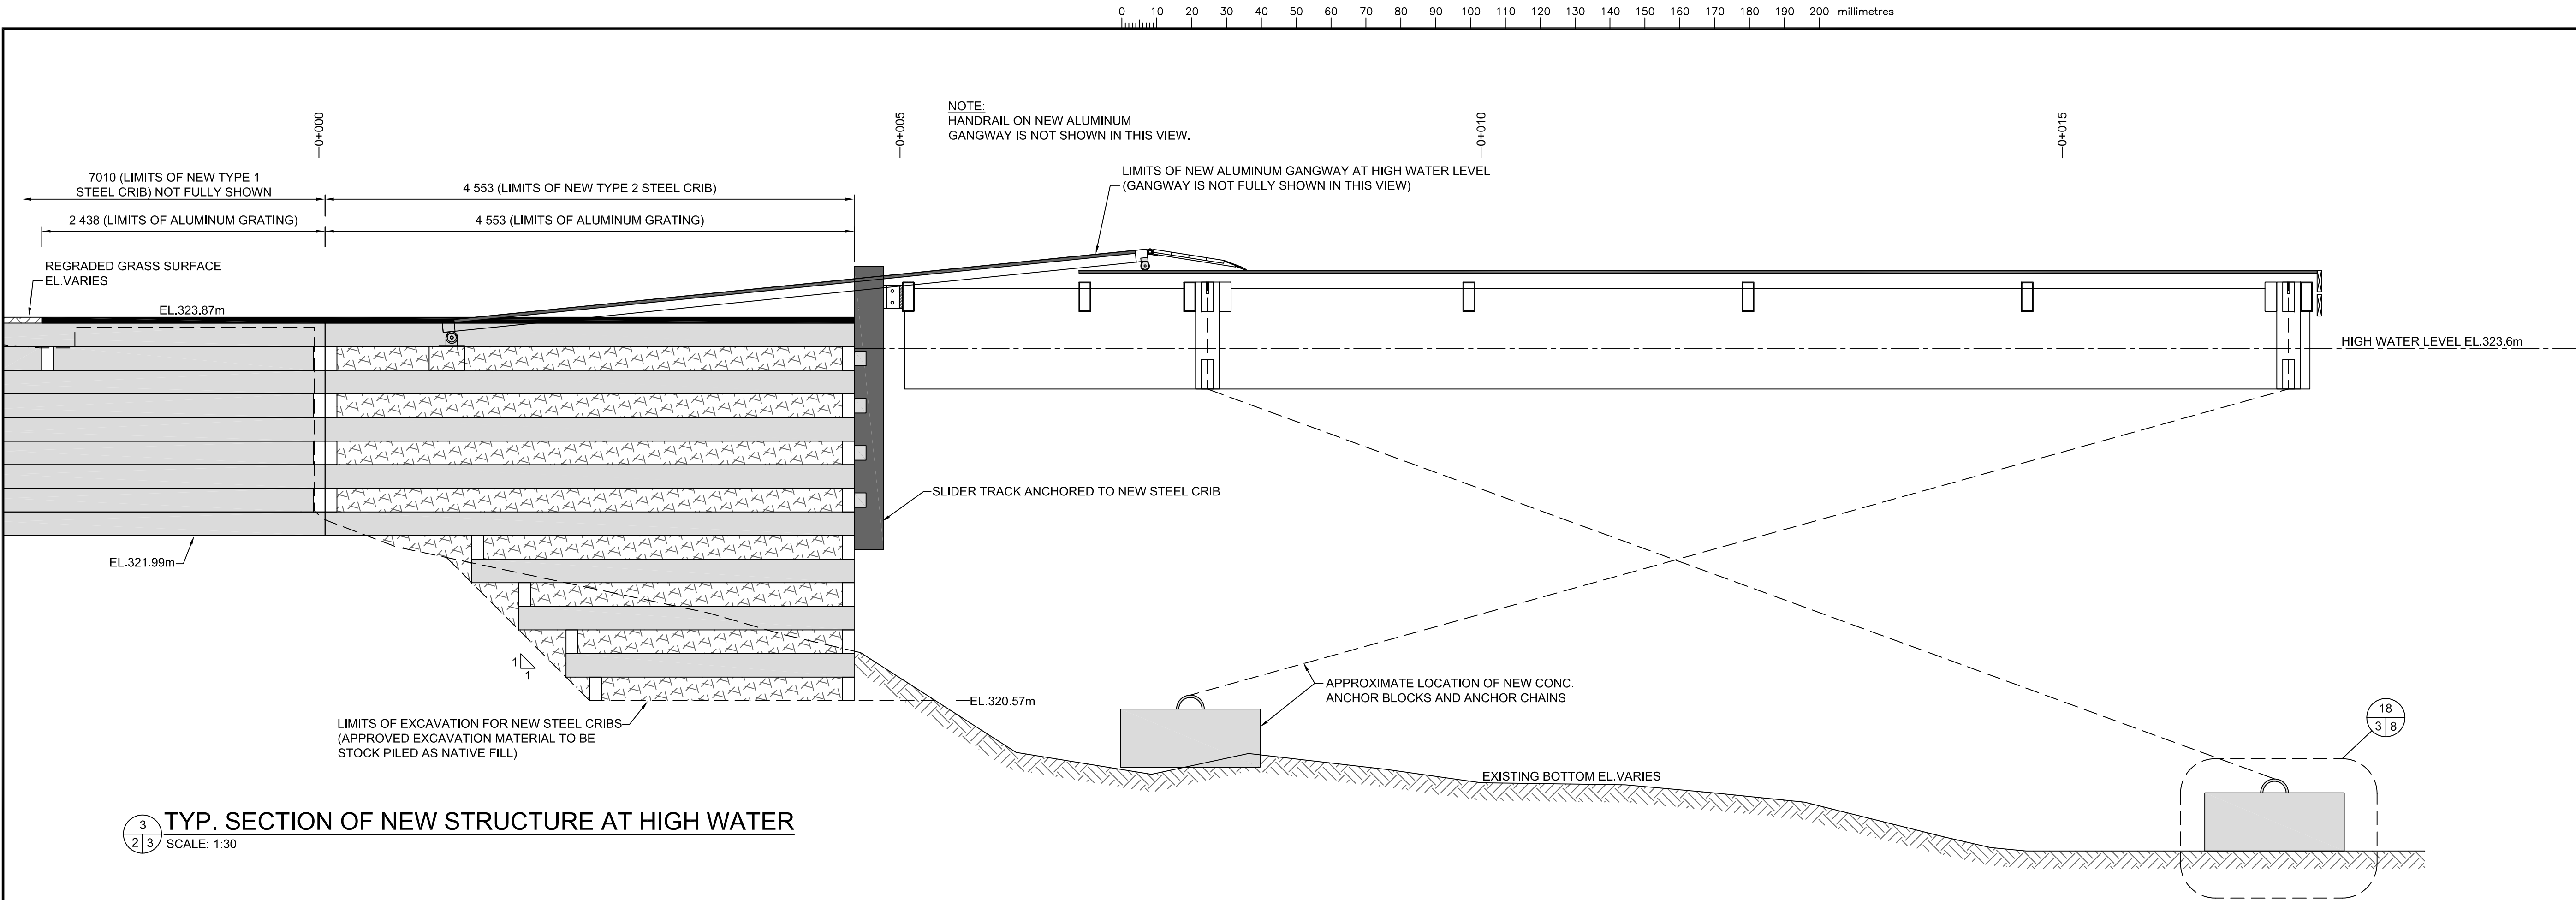 0 10 20 30 40 50 60 70 80 90 100 110 120 130 140 150 160 170 180 190 200 millimetres
0+000
0+005
0+010
0+015
NOTE:
HANDRAIL ON NEW ALUMINUM
GANGWAY IS NOT SHOWN IN THIS VIEW.
7010 (LIMITS OF NEW TYPE 1
STEEL CRIB) NOT FULLY SHOWN
4 553 (LIMITS OF NEW TYPE 2 STEEL CRIB)
LIMITS OF NEW ALUMINUM GANGWAY AT HIGH WATER LEVEL
(GANGWAY IS NOT FULLY SHOWN IN THIS VIEW)
2 438 (LIMITS OF ALUMINUM GRATING)
4 553 (LIMITS OF ALUMINUM GRATING)
REGRADED GRASS SURFACE
EL.VARIES
EL.323.87m
HIGH WATER LEVEL EL.323.6m
SLIDER TRACK ANCHORED TO NEW STEEL CRIB
EL.321.99m
1
1
APPROXIMATE LOCATION OF NEW CONC.
ANCHOR BLOCKS AND ANCHOR CHAINS
EL.320.57m
LIMITS OF EXCAVATION FOR NEW STEEL CRIBS
(APPROVED EXCAVATION MATERIAL TO BE
STOCK PILED AS NATIVE FILL)
18
3 8
EXISTING BOTTOM EL.VARIES
3
2 3
TYP. SECTION OF NEW STRUCTURE AT HIGH WATER
SCALE: 1:30